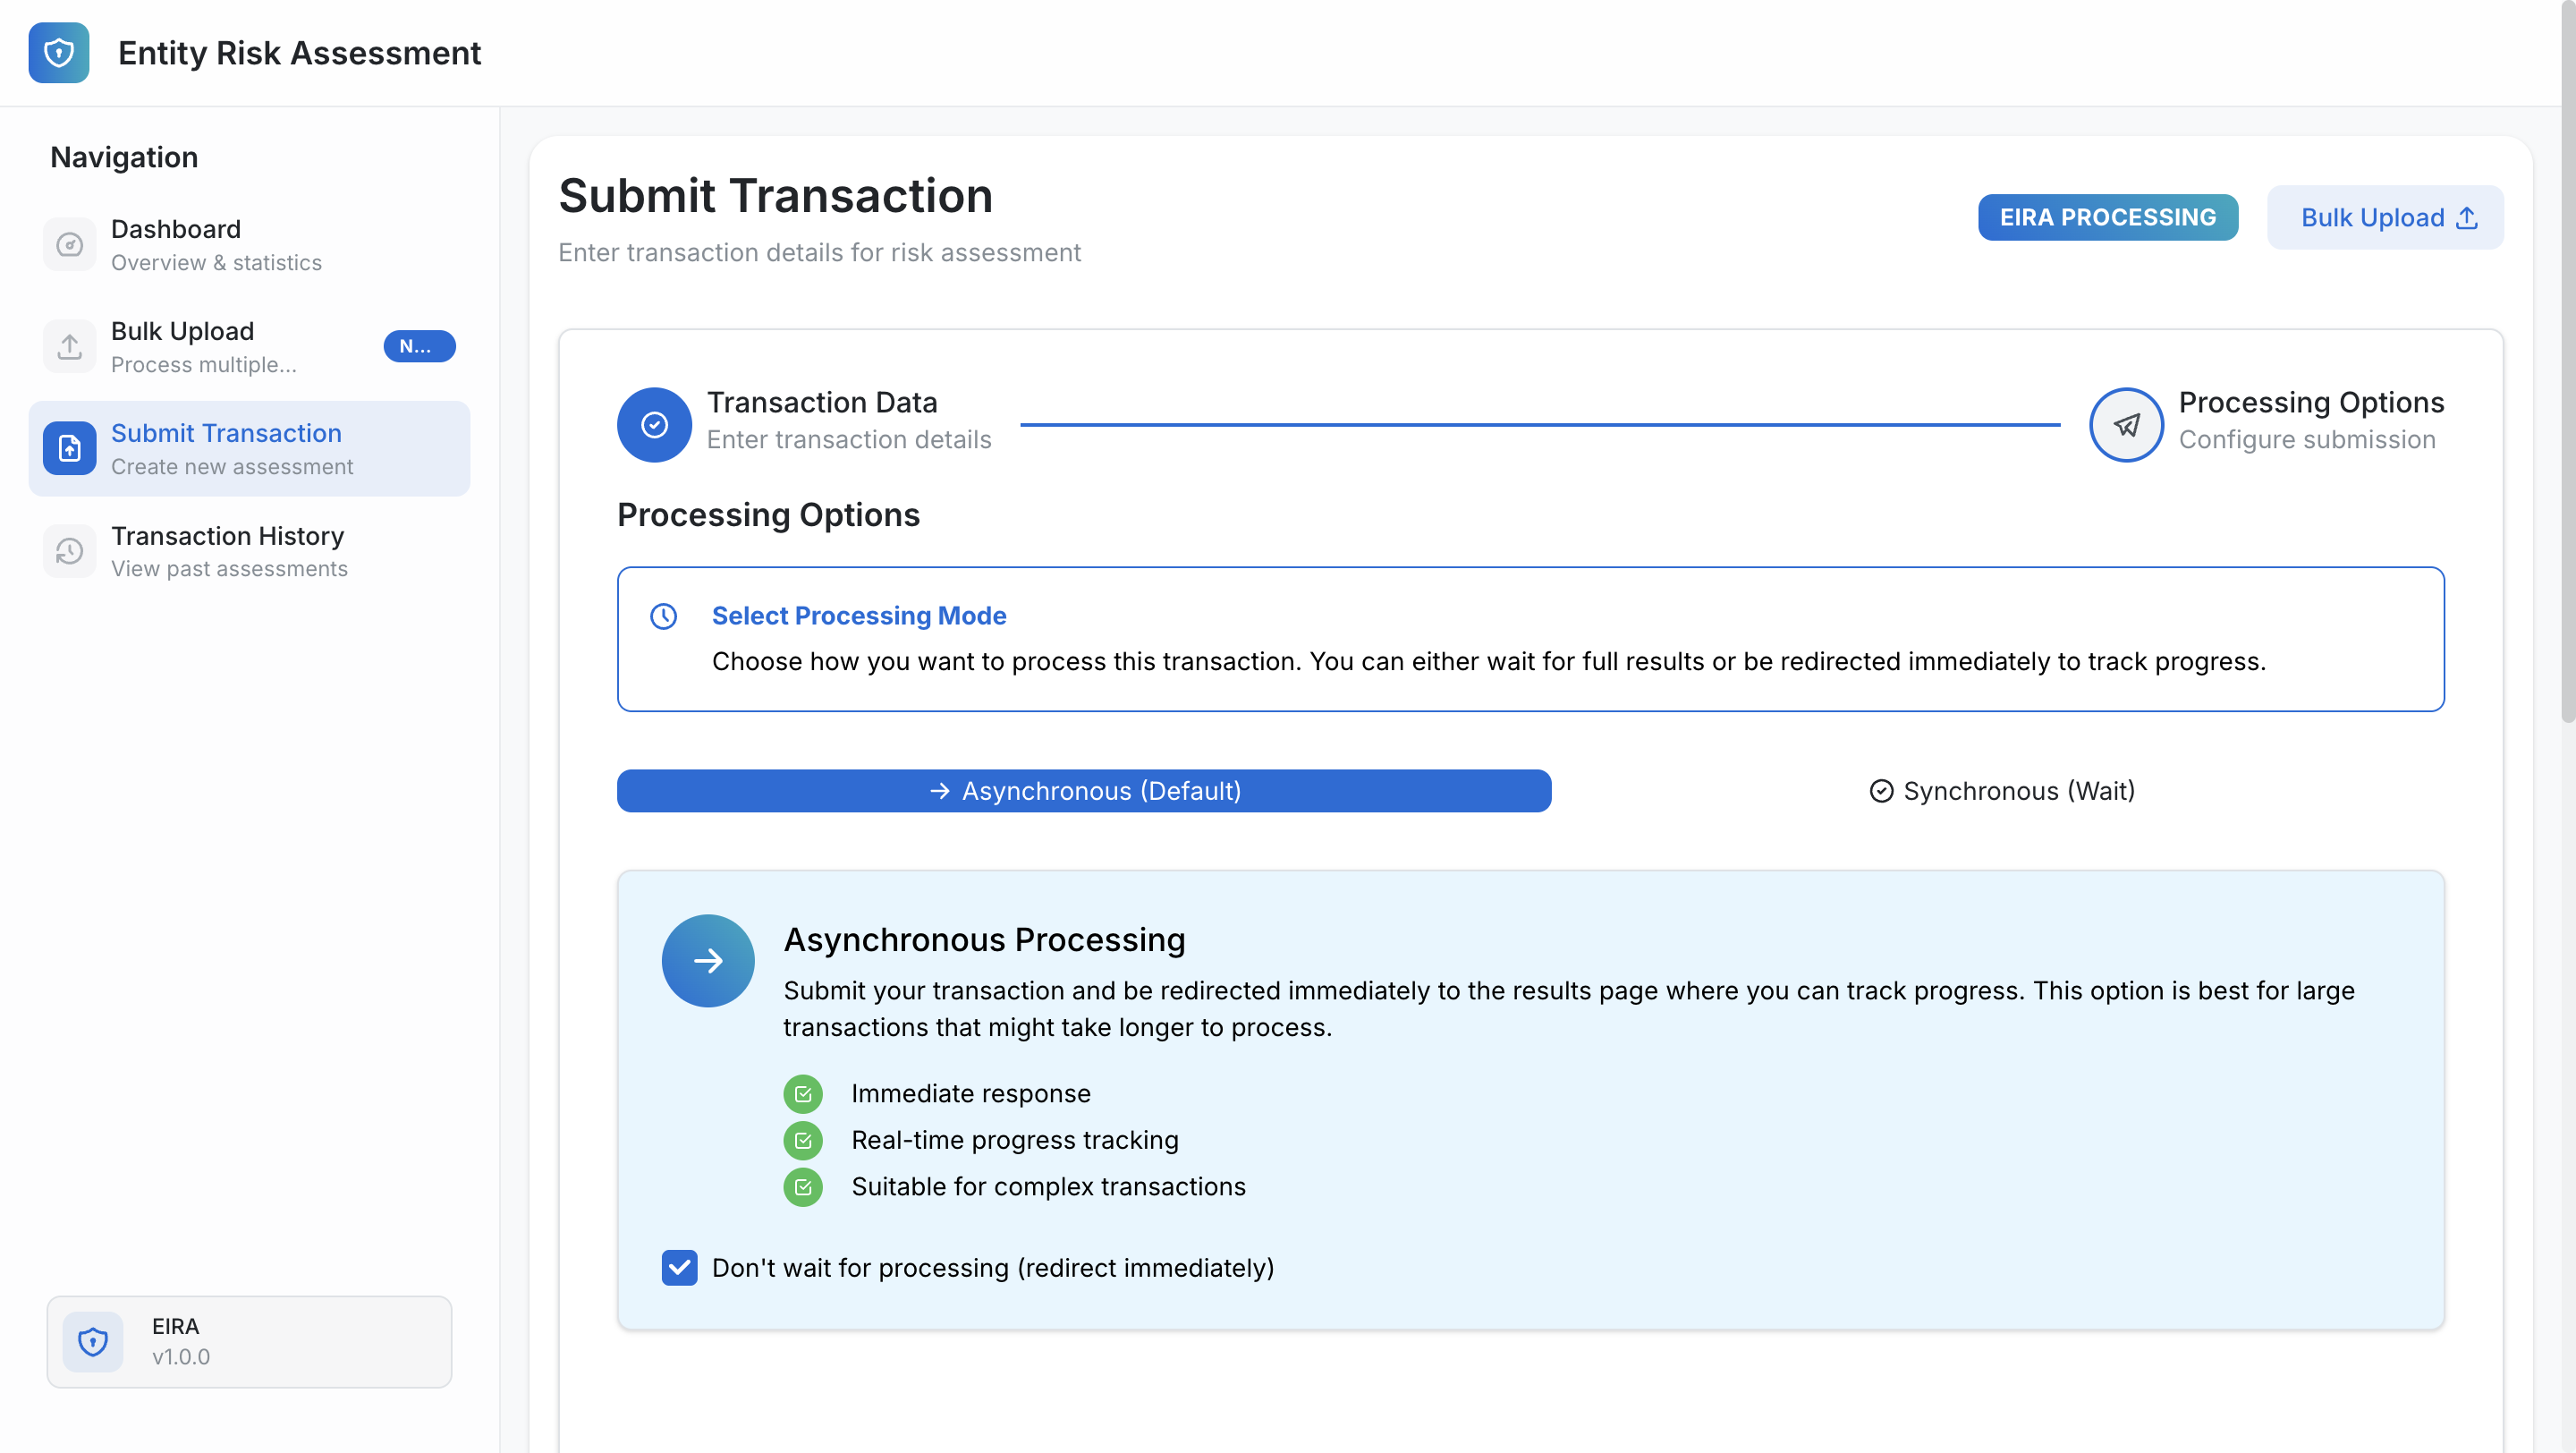 Entity Risk Assessment
Navigation
Dashboard
Overview & statistics
Bulk Upload
Process multiple...
N...
Submit Transaction
Create new assessment
Transaction History
View past assessments
EIRA
v1.0.0
Submit Transaction
Enter transaction details for risk assessment
EIRA PROCESSING
Bulk Upload
Transaction Data
Enter transaction details
Processing Options
Configure submission
Processing Options
Select Processing Mode
Choose how you want to process this transaction. You can either wait for full results or be redirected immediately to track progress.
Asynchronous (Default)
Synchronous (Wait)
Asynchronous Processing
Submit your transaction and be redirected immediately to the results page where you can track progress. This option is best for large
transactions that might take longer to process.
Immediate response
Real-time progress tracking
Suitable for complex transactions
Don't wait for processing (redirect immediately)